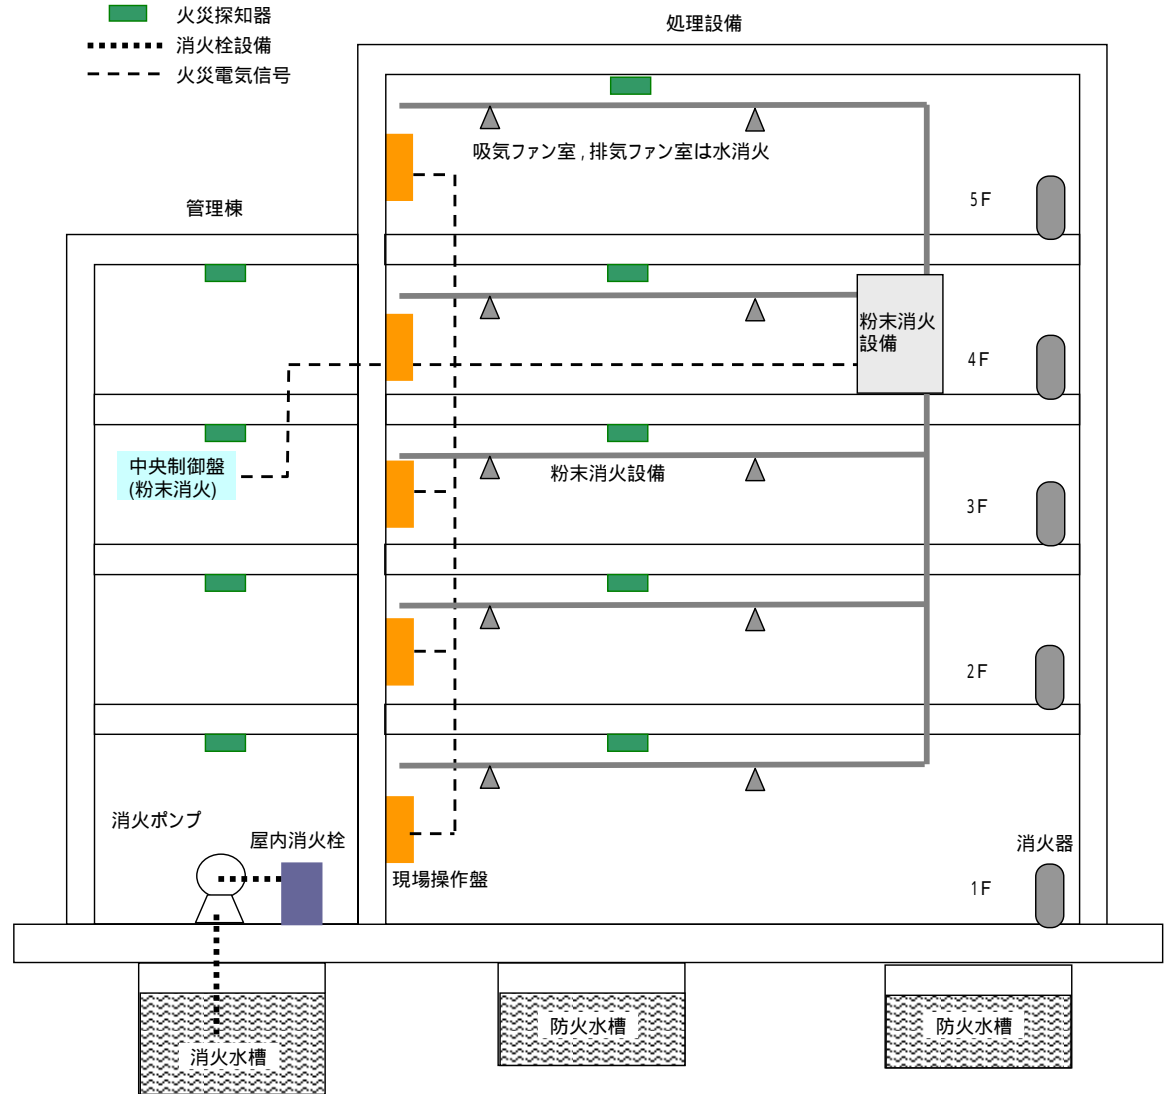 火災探知器
消火栓設備
火災電気信号
処理設備
吸気ファン室，排気ファン室は水消火
5F
管理棟
粉末消火
設備
4F
中央制御盤
(粉末消火)
粉末消火設備
3F
2F
消火ポンプ
屋内消火栓
現場操作盤
消火器
1F
消火水槽
防火水槽
防火水槽